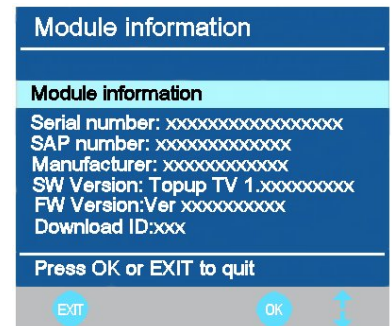 Module information
Module information
Serial number: xxxxxxxxxxxxxxxxx
SAP number: xxxxxxxxxxxxx
Manufacturer: xxxxxxxxxxxx
SW Version: Topup TV 1.xxxxxxxxx
FW Version:Ver xxxxxxxxxx
Download ID:xxx
Press OK or EXIT to quit
EXIT OK